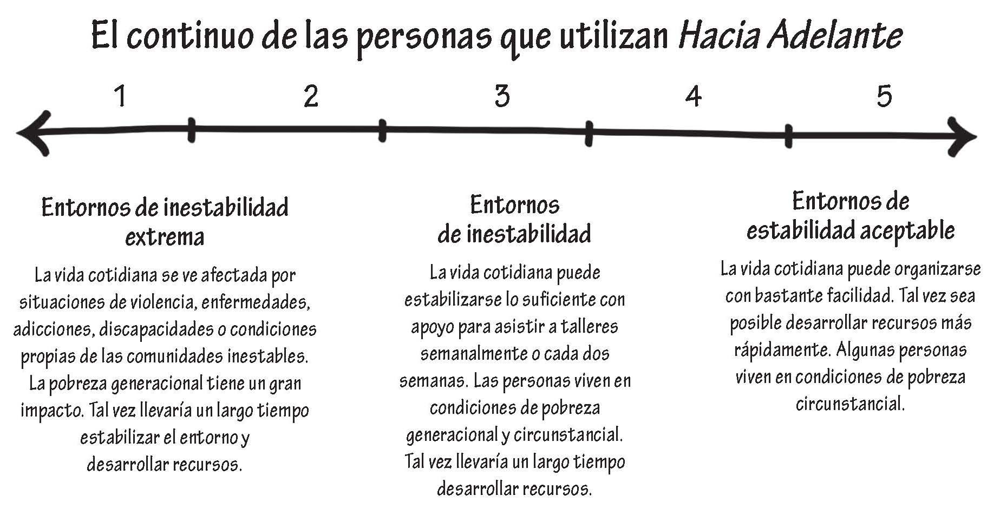 El continuo de las personas que utilizan Hacia Adelante
1 2 3 4 5
Entornos de inestabilidad
extrema
La vida cotidiana se ve afectada por
situaciones de violencia, enfermedades,
adicciones, discapacidades o condiciones
propias de las comunidades inestables.
La pobreza generacional tiene un gran
impacto. Tal vez llevaría un largo tiempo
estabilizar el entorno y
desarrollar recursos.
Entornos
de inestabilidad
La vida cotidiana puede
estabilizarse lo suficiente con
apoyo para asistir a talleres
semanalmente o cada dos
semanas. Las personas viven en
condiciones de pobreza
generacional y circunstancial.
Tal vez llevaría un largo tiempo
desarrollar recursos.
Entornos de
estabilidad aceptable
La vida cotidiana puede organizarse
con bastante facilidad. Tal vez sea
posible desarrollar recursos más
rápidamente. Algunas personas
viven en condiciones de pobreza
circunstancial.